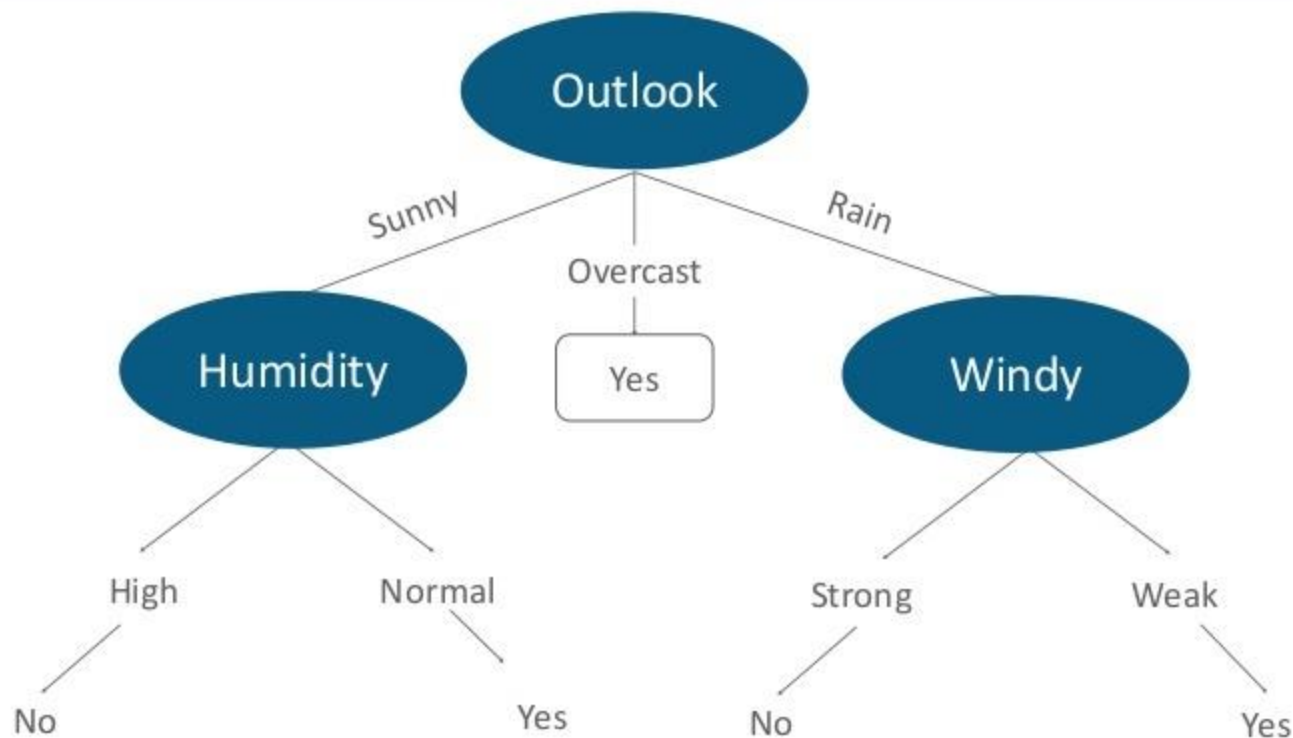 Outlook
Sunny
Rain
Overcast
Humidity
Yes
Windy
High
Normal
Strong
Weak
No
Yes
No
Yes